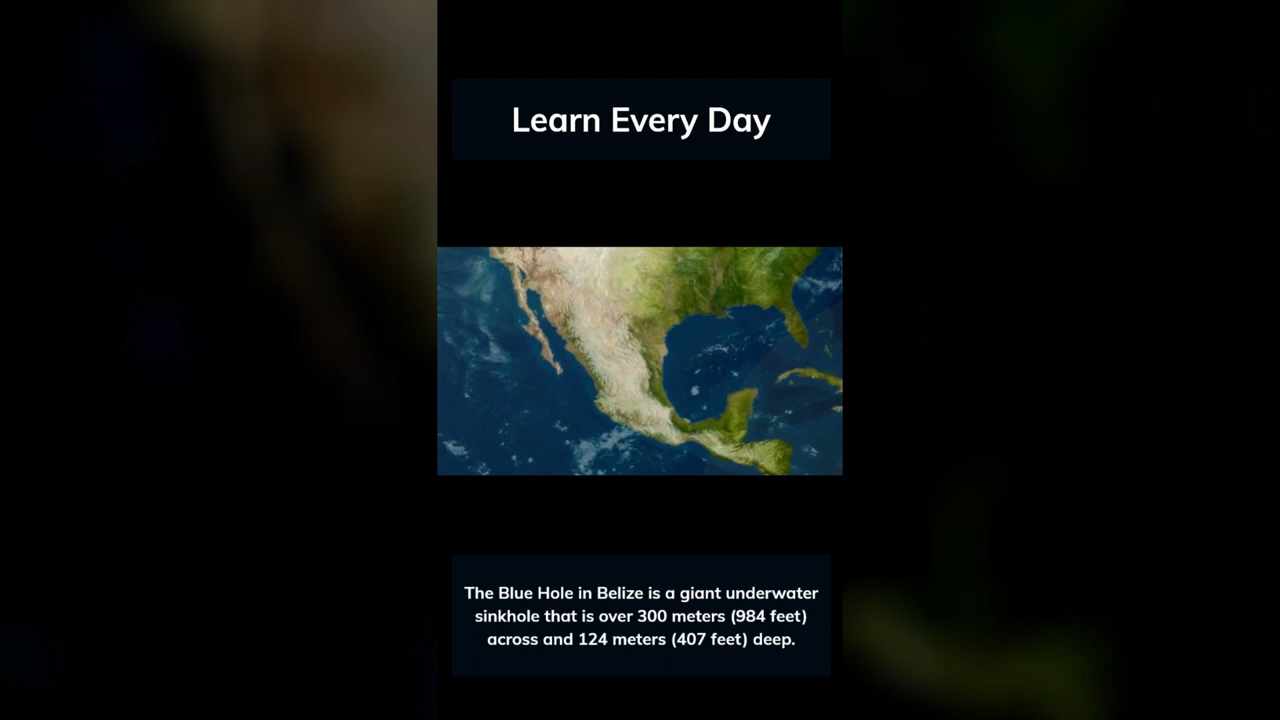 Learn Every Day
The Blue Hole in Belize is a giant underwater
sinkhole that is over 300 meters (984 feet)
across and 124 meters (407 feet) deep.